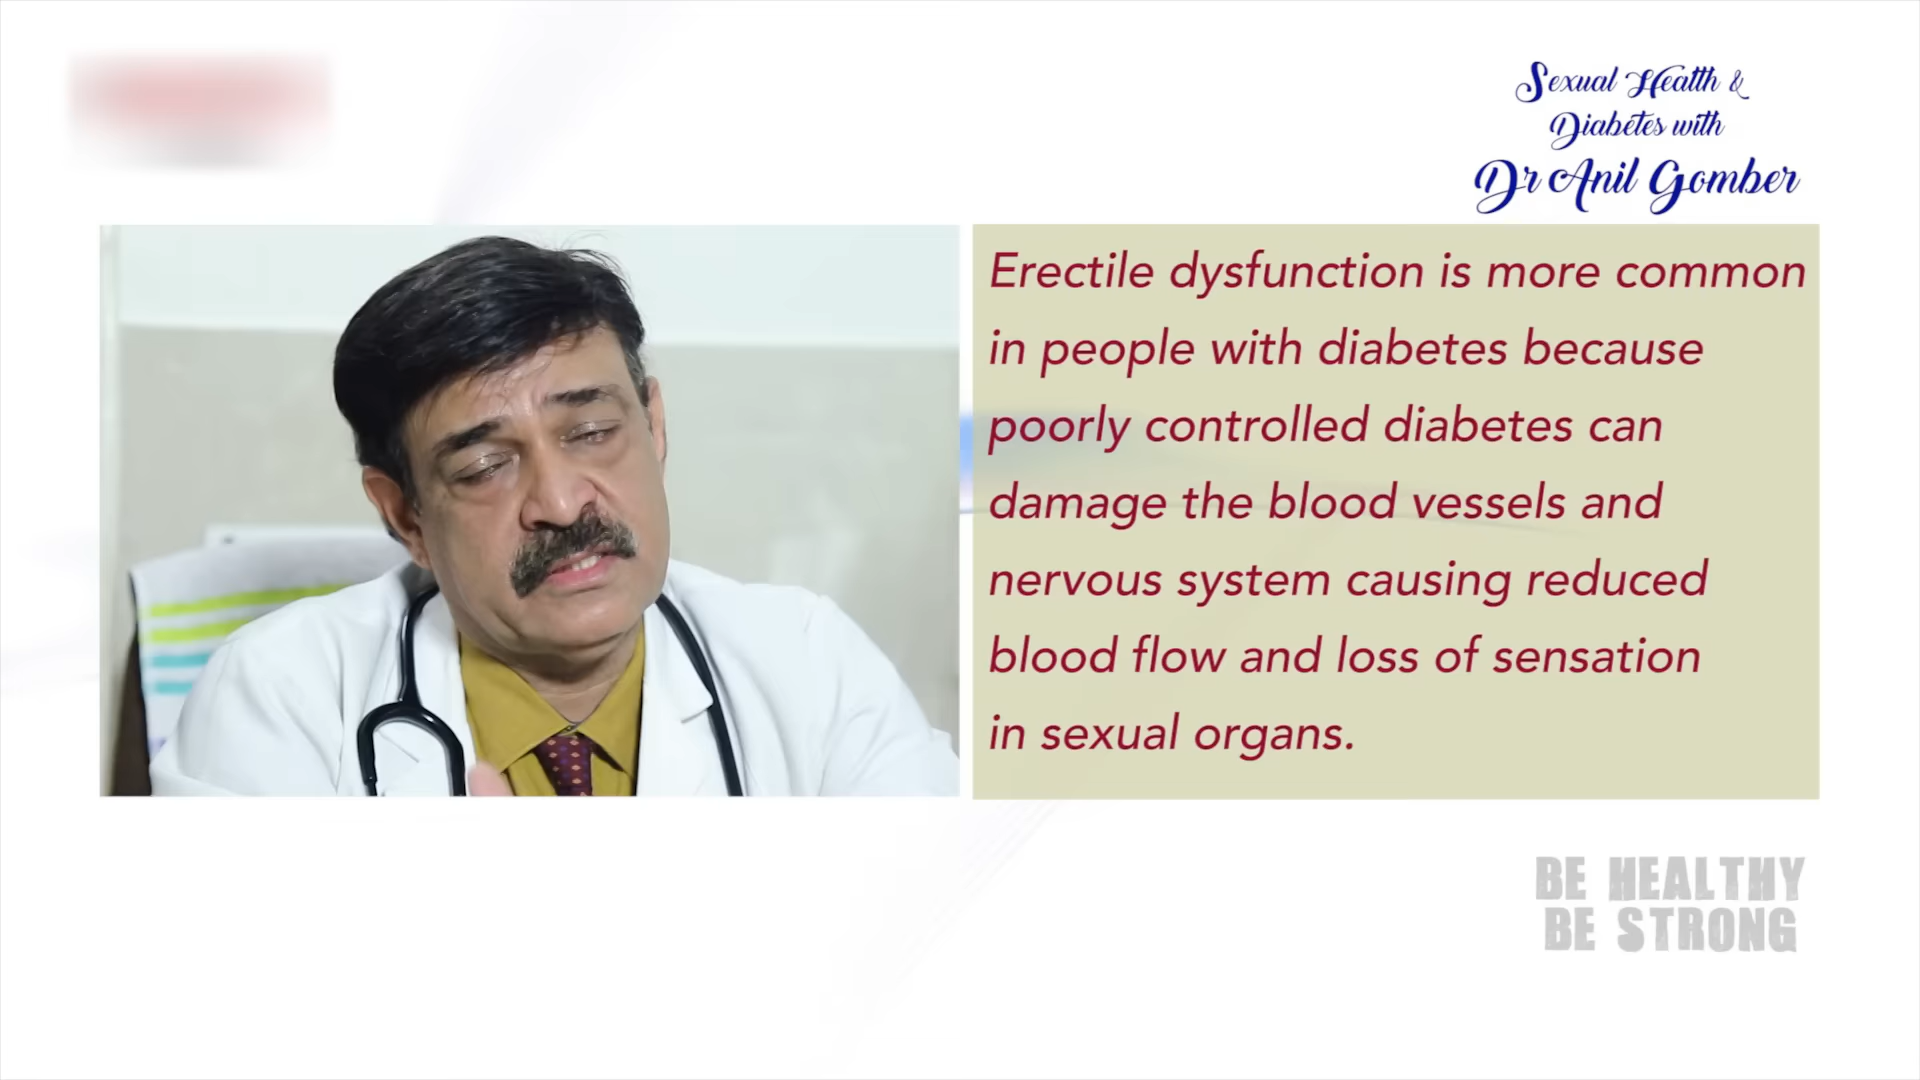 Sexual Health &
Diabetes with
Dr Anil Gomber
Erectile dysfunction is more common
in people with diabetes because
poorly controlled diabetes can
damage the blood vessels and
nervous system causing reduced
blood flow and loss of sensation
in sexual organs.
BE HEALTHY
BE STRONG